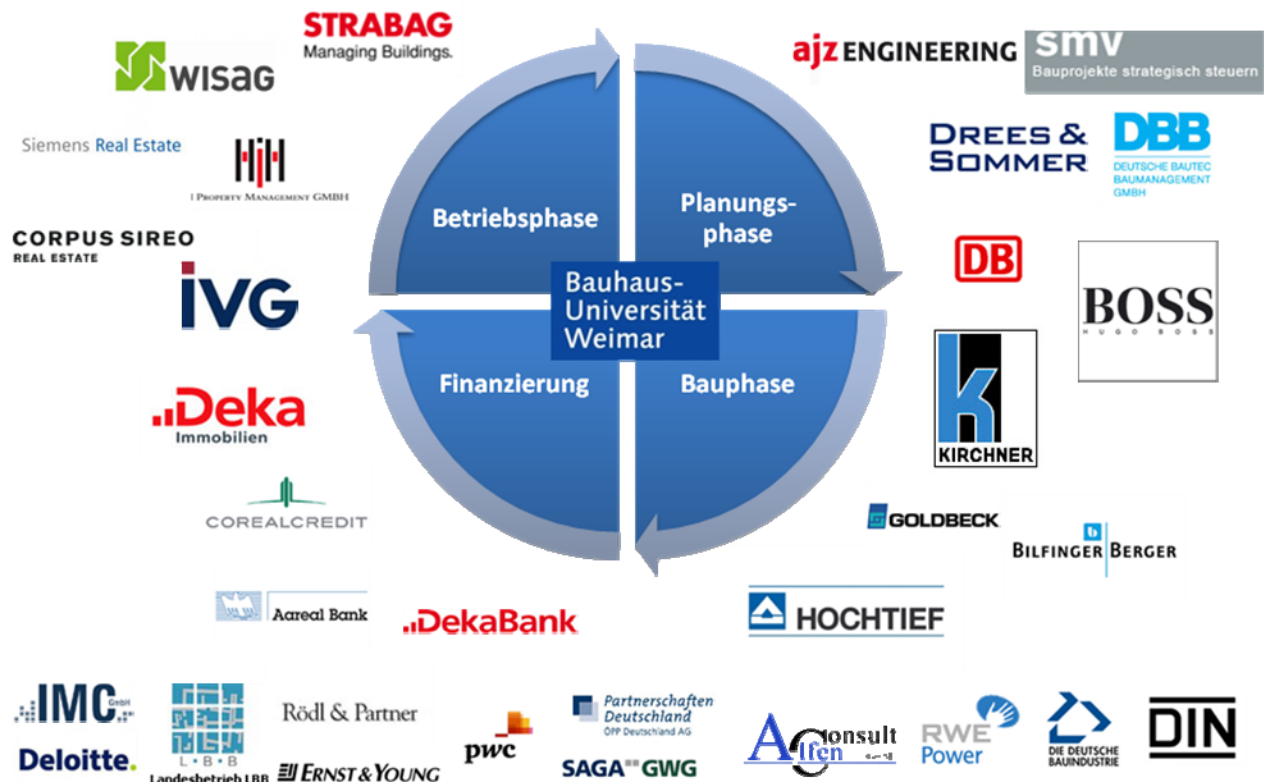 STRABAG
Managing Buildings.
WISAG
ajz ENGINEERING
smv
Bauprojekte strategisch steuern
Siemens Real Estate
HIH
PROPERTY MANAGEMENT GMBH
DREES &
SOMMER
DBB
DEUTSCHE BAUTEC
BAUMANAGEMENT
GMBH
Betriebsphase
Planungs-
phase
CORPUS SIREO
REAL ESTATE
IVG
DB
BOSS
HUGO BOSS
Bauhaus-
Universität
Weimar
Finanzierung
Bauphase
KIRCHNER
Deka
Immobilien
COREALCREDIT
GOLDBECK
BILFINGER BERGER
Aareal Bank
DekaBank
HOCHTIEF
IMC GmbH
Deloitte.
L·B·B
Landesbetrieb LBB
Rödl & Partner
ERNST & YOUNG
pwc
Partnerschaften
Deutschland
ÖPP Deutschland AG
SAGA GWG
Alfen Consult
RWE
Power
DIE DEUTSCHE
BAUINDUSTRIE
DIN